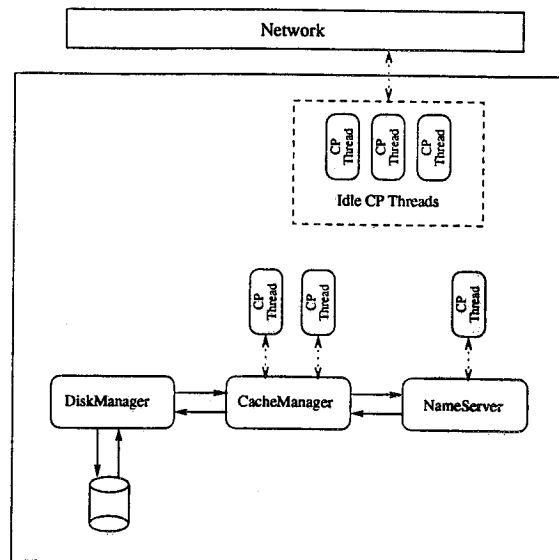 Network
CP
Thread
CP
Thread
CP
Thread
Idle CP Threads
CP
Thread
CP
Thread
CP
Thread
DiskManager
CacheManager
NameServer